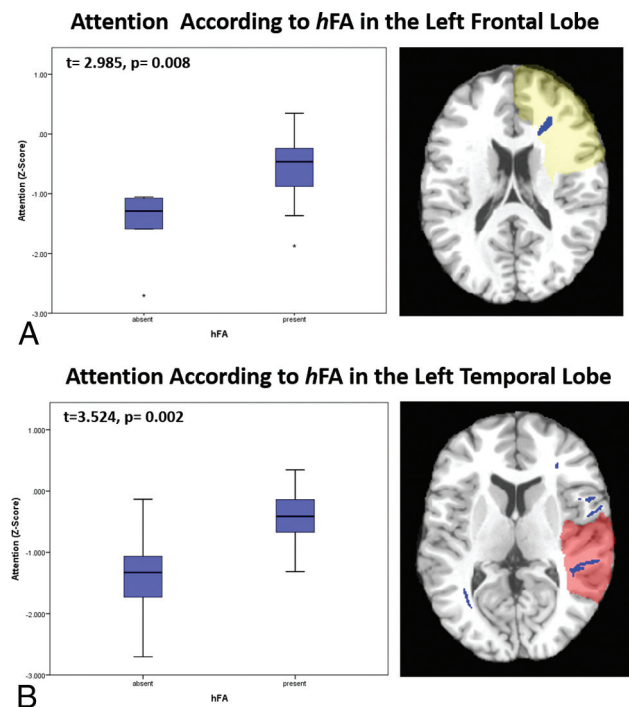 Attention According to hFA in the Left Frontal Lobe
t= 2.985, p= 0.008
Attention (Z-Score)
1.00
.00
-1.00
-2.00
-3.00
*
*
absent
present
hFA
A
Attention According to hFA in the Left Temporal Lobe
t=3.524, p= 0.002
Attention (Z-Score)
1.000
.000
-1.000
-2.000
-3.000
absent
present
hFA
B